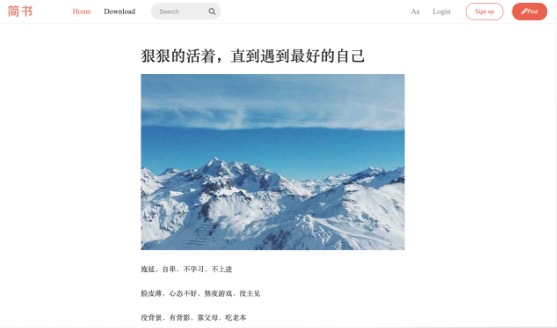 简书 Home Download Search Aa Login Sign up Post
狠狠的活着，直到遇到最好的自己
拖延、自卑、不学习、不上进
脸皮薄、心态不好、熬夜游戏、没主见
没背景、有背影、靠父母、吃老本